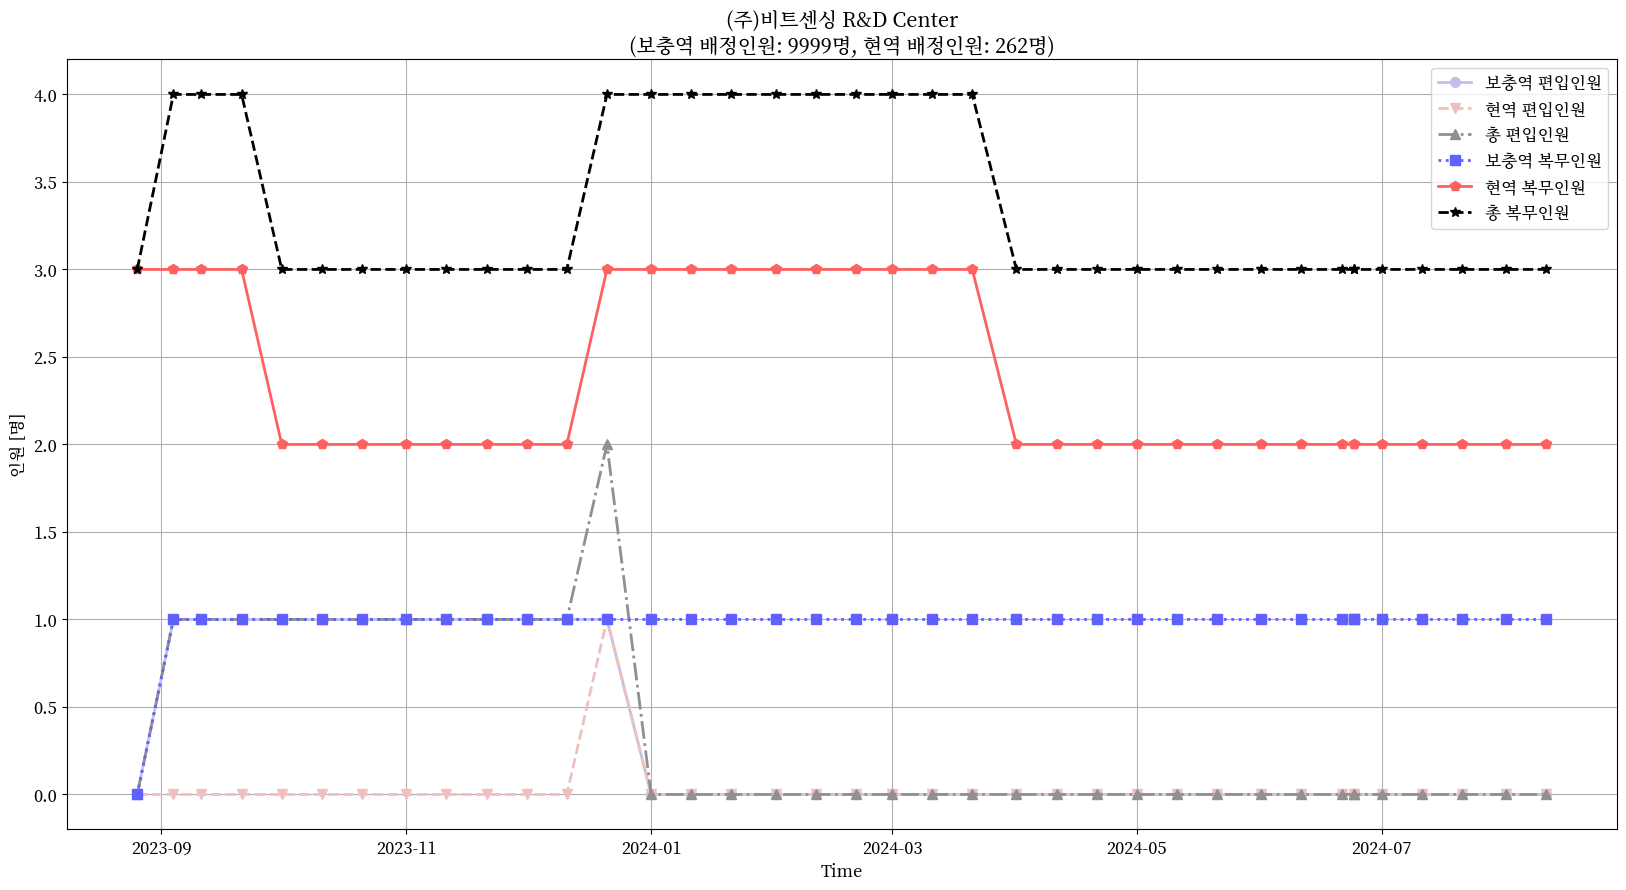 (주)비트센싱 R&D Center
(보충역 배정인원: 9999명, 현역 배정인원: 262명)
보충역 편입인원
현역 편입인원
총 편입인원
보충역 복무인원
현역 복무인원
총 복무인원
인원 [명]
4.0
3.5
3.0
2.5
2.0
1.5
1.0
0.5
0.0
2023-09 2023-11 2024-01 2024-03 2024-05 2024-07
Time